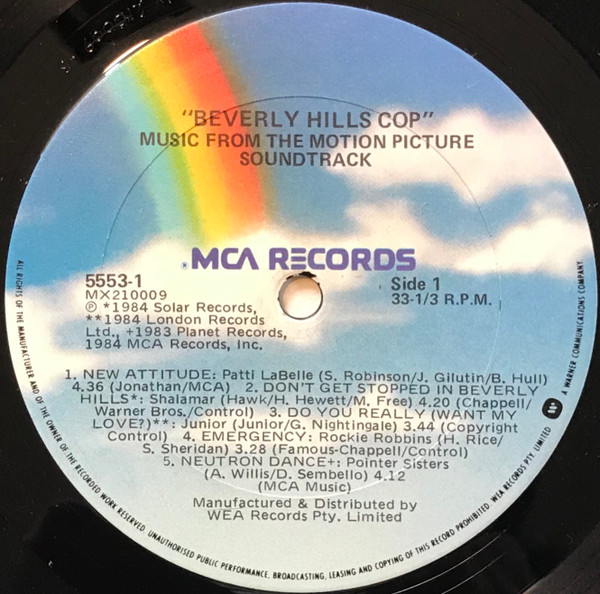 "BEVERLY HILLS COP"
MUSIC FROM THE MOTION PICTURE
SOUNDTRACK
® MCA RECORDS
5553-1
MX210009
Ⓟ *1984 Solar Records,
**1984 London Records
Ltd., +1983 Planet Records,
1984 MCA Records, Inc.
Side 1
33-1/3 R.P.M.
1. NEW ATTITUDE: Patti LaBelle (S. Robinson/J. Gilutin/B. Hull)
4.36 (Jonathan/MCA) 2. DON'T GET STOPPED IN BEVERLY
HILLS*: Shalamar (Hawk/H. Hewett/M. Free) 4.20 (Chappell/
Warner Bros./Control) 3. DO YOU REALLY (WANT MY
LOVE?)**: Junior (Junior/G. Nightingale) 3.44 (Copyright
Control) 4. EMERGENCY: Rockie Robbins (H. Rice/
S. Sheridan) 3.28 (Famous-Chappell/Control)
5. NEUTRON DANCE+: Pointer Sisters
(A. Willis/D. Sembello) 4.12
(MCA Music)
Manufactured & Distributed by
WEA Records Pty. Limited
ALL RIGHTS OF THE MANUFACTURER AND OF THE OWNER OF THE RECORDED WORK RESERVED UNAUTHORISED PUBLIC PERFORMANCE, BROADCASTING, LEASING AND COPYING OF THIS RECORD PROHIBITED. WEA RECORDS PTY. LIMITED A WARNER COMMUNICATIONS COMPANY.